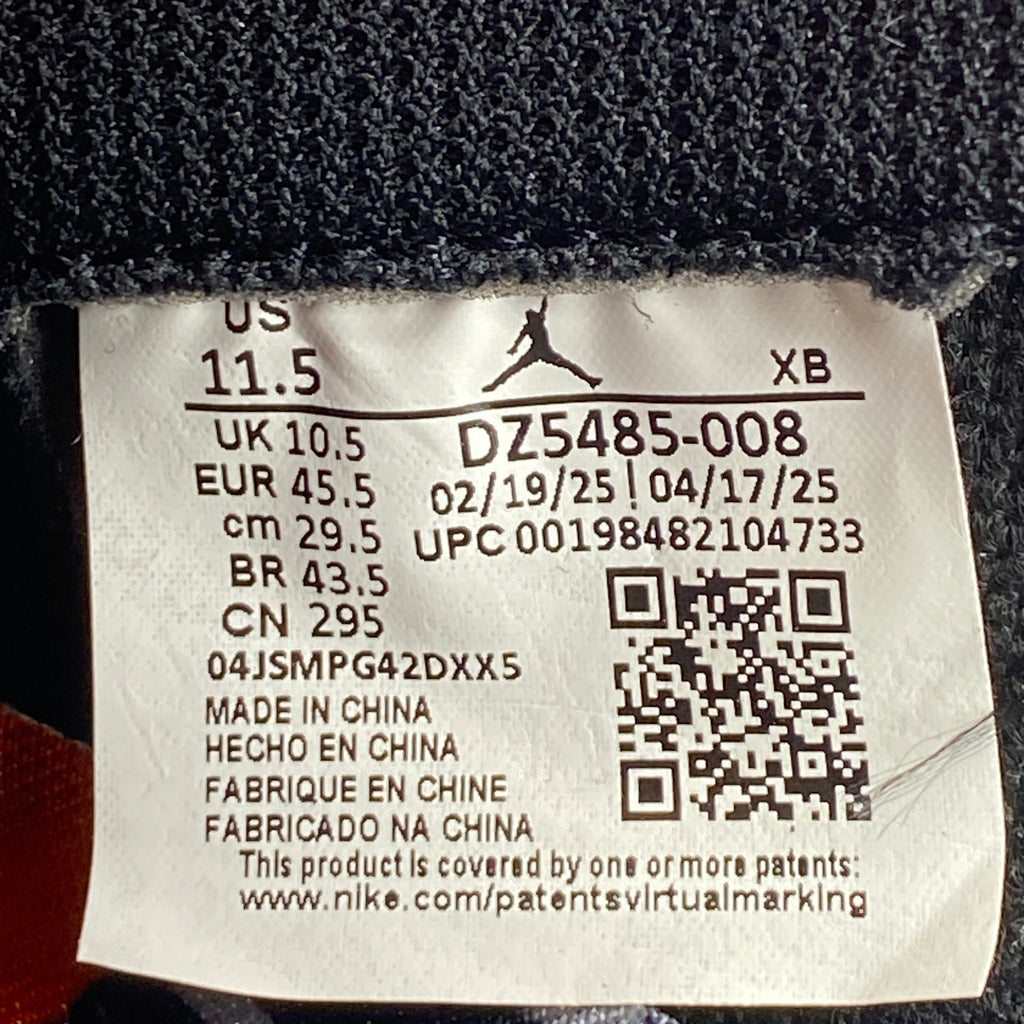 US
11.5 XB
UK 10.5 DZ5485-008
EUR 45.5 02/19/25 | 04/17/25
cm 29.5 UPC 00198482104733
BR 43.5
CN 295
04JSMPG42DXX5
MADE IN CHINA
HECHO EN CHINA
FABRIQUE EN CHINE
FABRICADO NA CHINA
This product is covered by one or more patents:
www.nike.com/patentsvirtualmarking